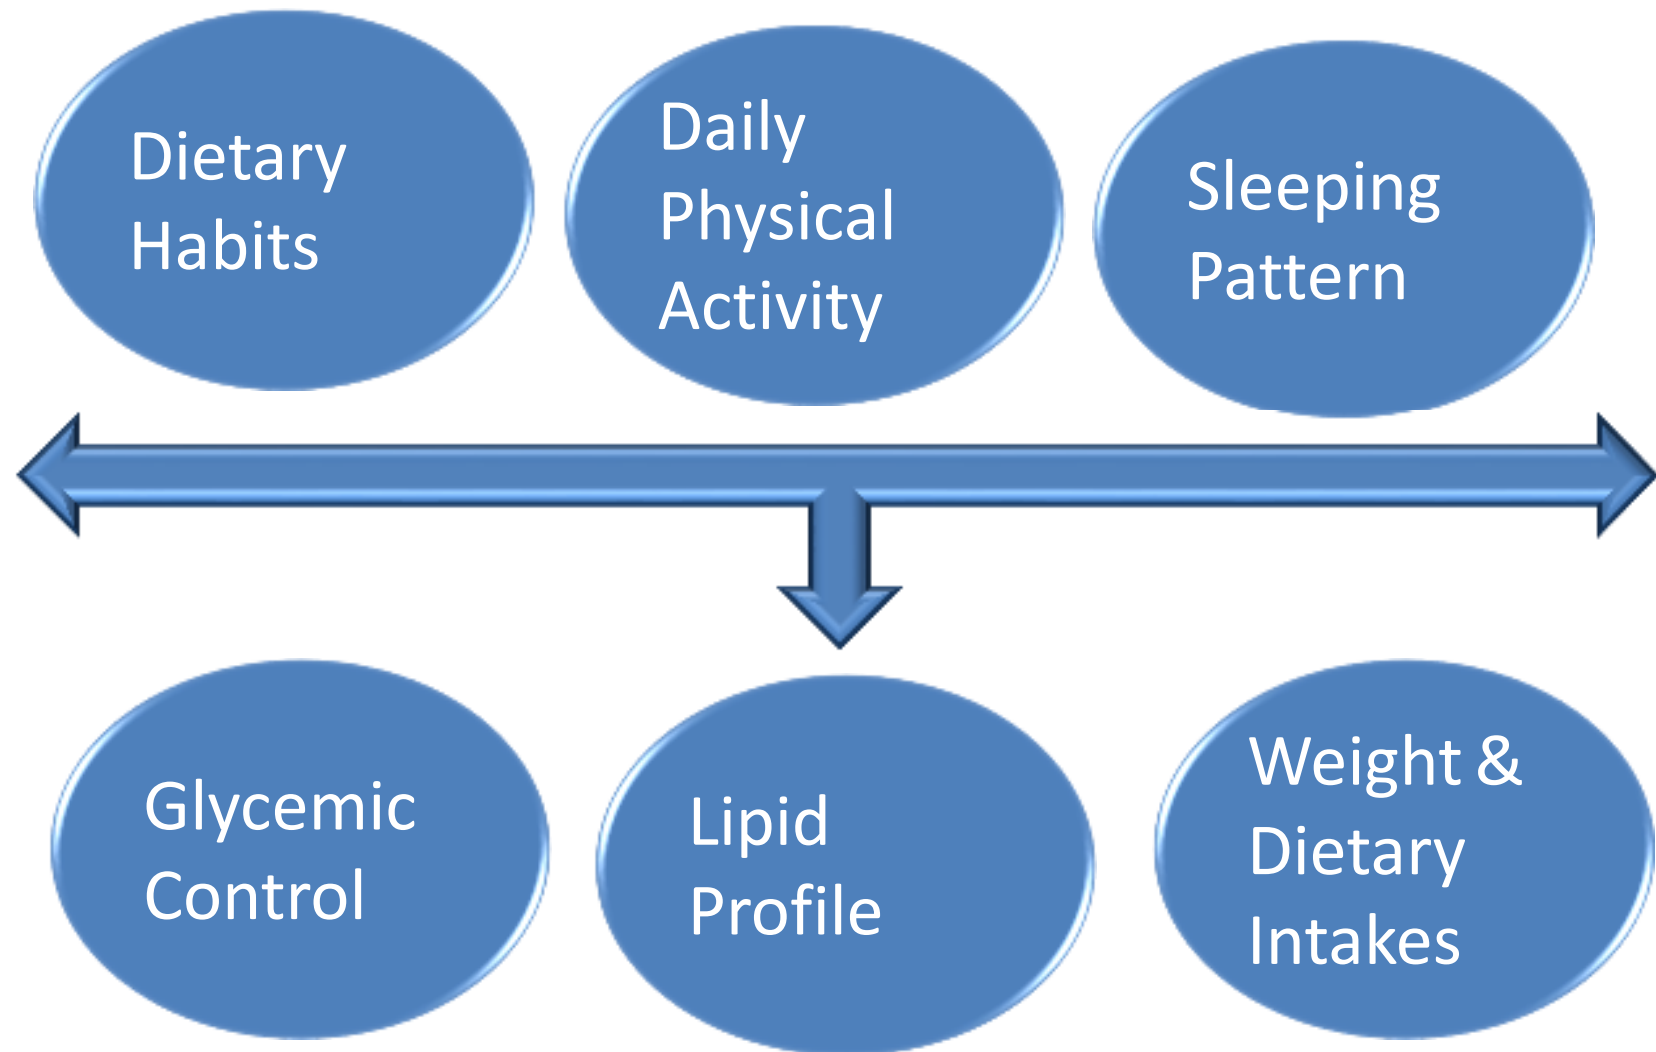 Dietary
Habits
Daily
Physical
Activity
Sleeping
Pattern
Glycemic
Control
Lipid
Profile
Weight &
Dietary
Intakes